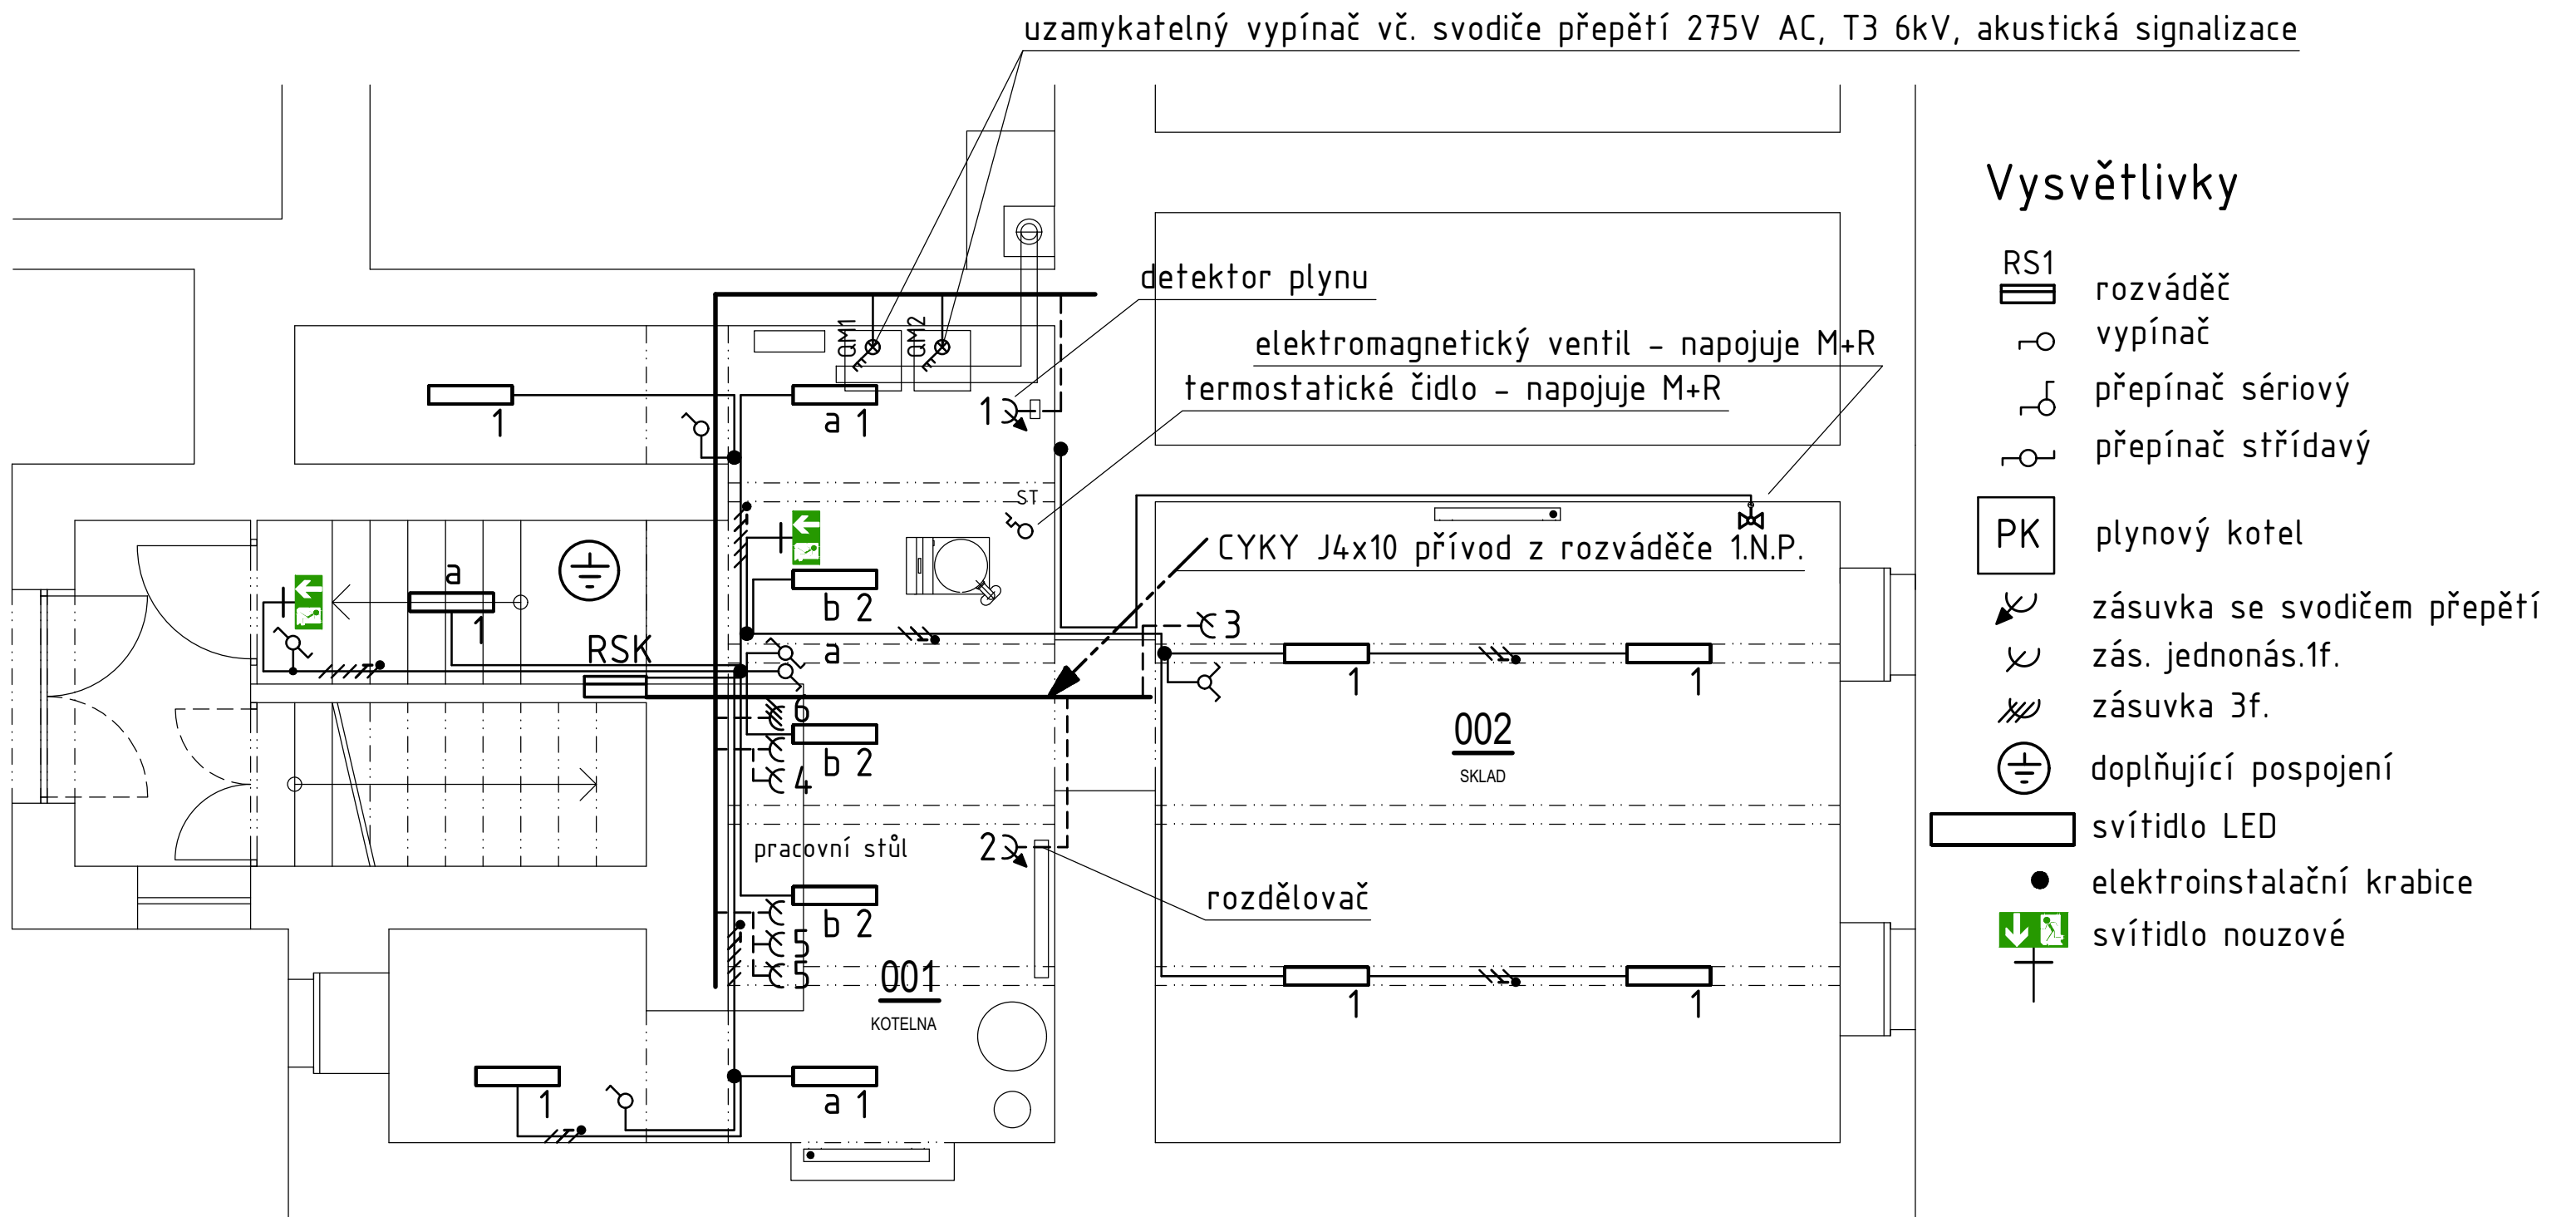 uzamykatelný vypínač vč. svodiče přepětí 275V AC, T3 6kV, akustická signalizace
Vysvětlivky
RS1
rozváděč
vypínač
přepínač sériový
přepínač střídavý
PK
plynový kotel
zásuvka se svodičem přepětí
zás. jednonás.1f.
zásuvka 3f.
doplňující pospojení
svítidlo LED
elektroinstalační krabice
svítidlo nouzové
detektor plynu
elektromagnetický ventil - napojuje M+R
termostatické čidlo - napojuje M+R
QM1
QM2
1
a 1
1
ST
CYKY J4x10 přívod z rozváděče 1.N.P.
a
1
b 2
3
RSK
a
1
1
6
b 2
4
002
SKLAD
pracovní stůl
2
rozdělovač
b 2
5
5
001
KOTELNA
1
1
1
a 1